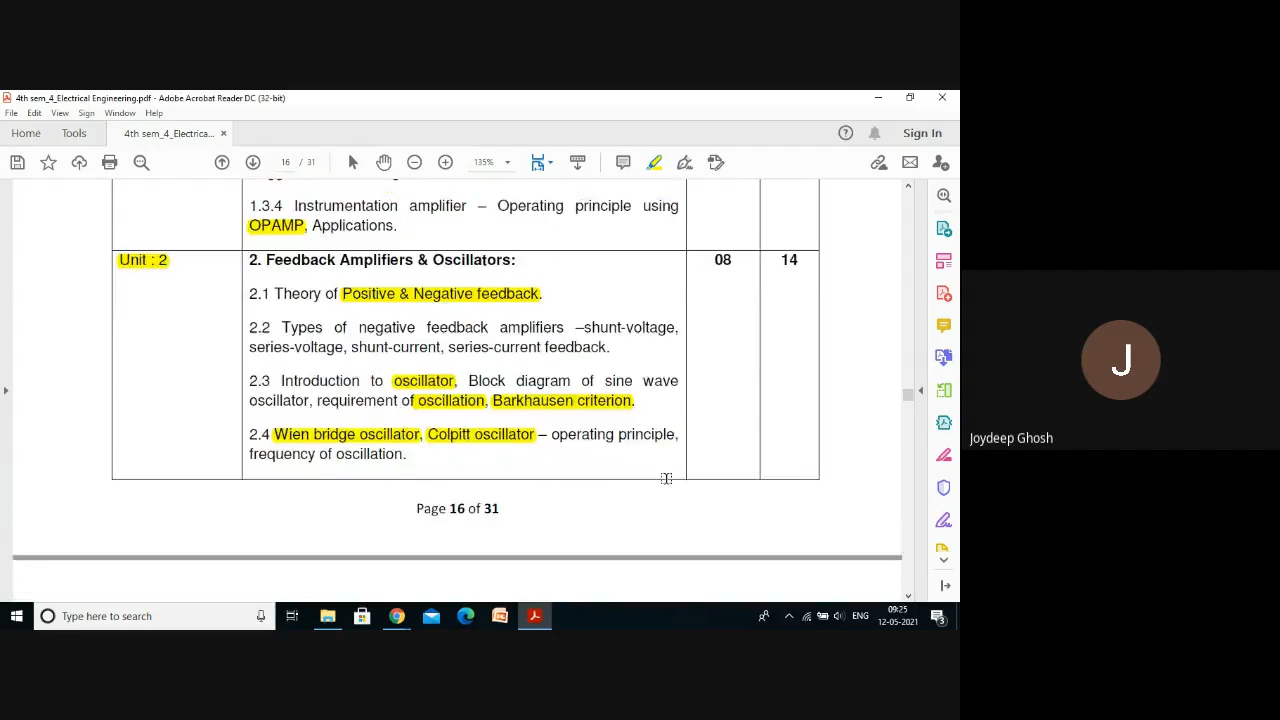 4th sem_4_Electrical Engineering.pdf - Adobe Acrobat Reader DC (32-bit)
File Edit View Sign Window Help
Home Tools 4th sem_4_Electrica... × Sign In
16 / 31 135%
1.3.4 Instrumentation amplifier – Operating principle using
OPAMP, Applications.
Unit : 2 2. Feedback Amplifiers & Oscillators: 08 14
2.1 Theory of Positive & Negative feedback.
2.2 Types of negative feedback amplifiers –shunt-voltage,
series-voltage, shunt-current, series-current feedback.
2.3 Introduction to oscillator, Block diagram of sine wave
oscillator, requirement of oscillation, Barkhausen criterion.
2.4 Wien bridge oscillator, Colpitt oscillator – operating principle,
frequency of oscillation.
Page 16 of 31
J
Joydeep Ghosh
Type here to search
ENG
09:25
12-05-2021
3